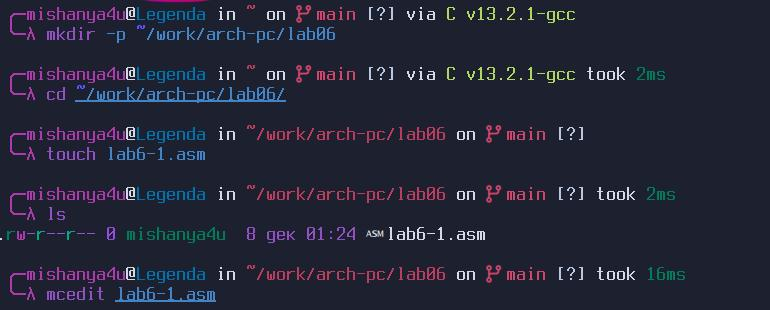 ╭─mishanya4u@Legenda in ~ on main [?] via C v13.2.1-gcc
╰─λ mkdir -p ~/work/arch-pc/lab06
╭─mishanya4u@Legenda in ~ on main [?] via C v13.2.1-gcc took 2ms
╰─λ cd ~/work/arch-pc/lab06/
╭─mishanya4u@Legenda in ~/work/arch-pc/lab06 on main [?]
╰─λ touch lab6-1.asm
╭─mishanya4u@Legenda in ~/work/arch-pc/lab06 on main [?] took 2ms
╰─λ ls
.rw-r--r-- 0 mishanya4u 8 дек 01:24 ASM lab6-1.asm
╭─mishanya4u@Legenda in ~/work/arch-pc/lab06 on main [?] took 16ms
╰─λ mcedit lab6-1.asm